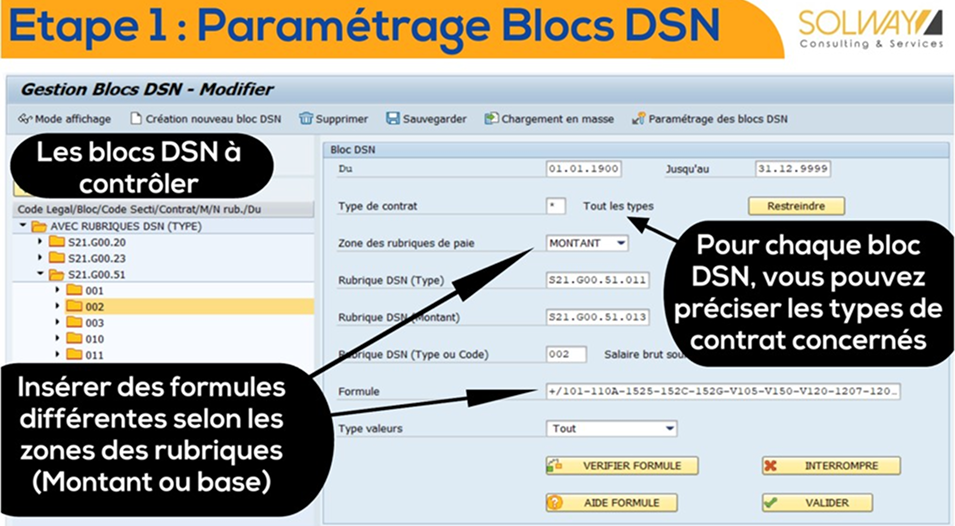 Etape 1 : Paramétrage Blocs DSN
SOLWAY
Consulting & Services
Gestion Blocs DSN - Modifier
Mode affichage Création nouveau bloc DSN Supprimer Sauvegarder Chargement en masse Paramétrage des blocs DSN
Les blocs DSN à
contrôler
Code Legal/Bloc/Code Secti/Contrat/M/N rub./Du
AVEC RUBRIQUES DSN (TYPE)
S21.G00.20
S21.G00.23
S21.G00.51
001
002
003
010
011
Bloc DSN
Du 01.01.1900 Jusqu'au 31.12.9999
Type de contrat * Tout les types Restreindre
Zone des rubriques de paie MONTANT
Rubrique DSN (Type) S21.G00.51.011
Rubrique DSN (Montant) S21.G00.51.013
Rubrique DSN (Type ou Code) 002 Salaire brut
Formule +/101-110A-1525-152C-152G-V105-V150-V120-1207-120..
Type valeurs Tout
VERIFIER FORMULE INTERROMPRE
AIDE FORMULE VALIDER
Pour chaque bloc
DSN, vous pouvez
préciser les types de
contrat concernés
Insérer des formules
différentes selon les
zones des rubriques
(Montant ou base)